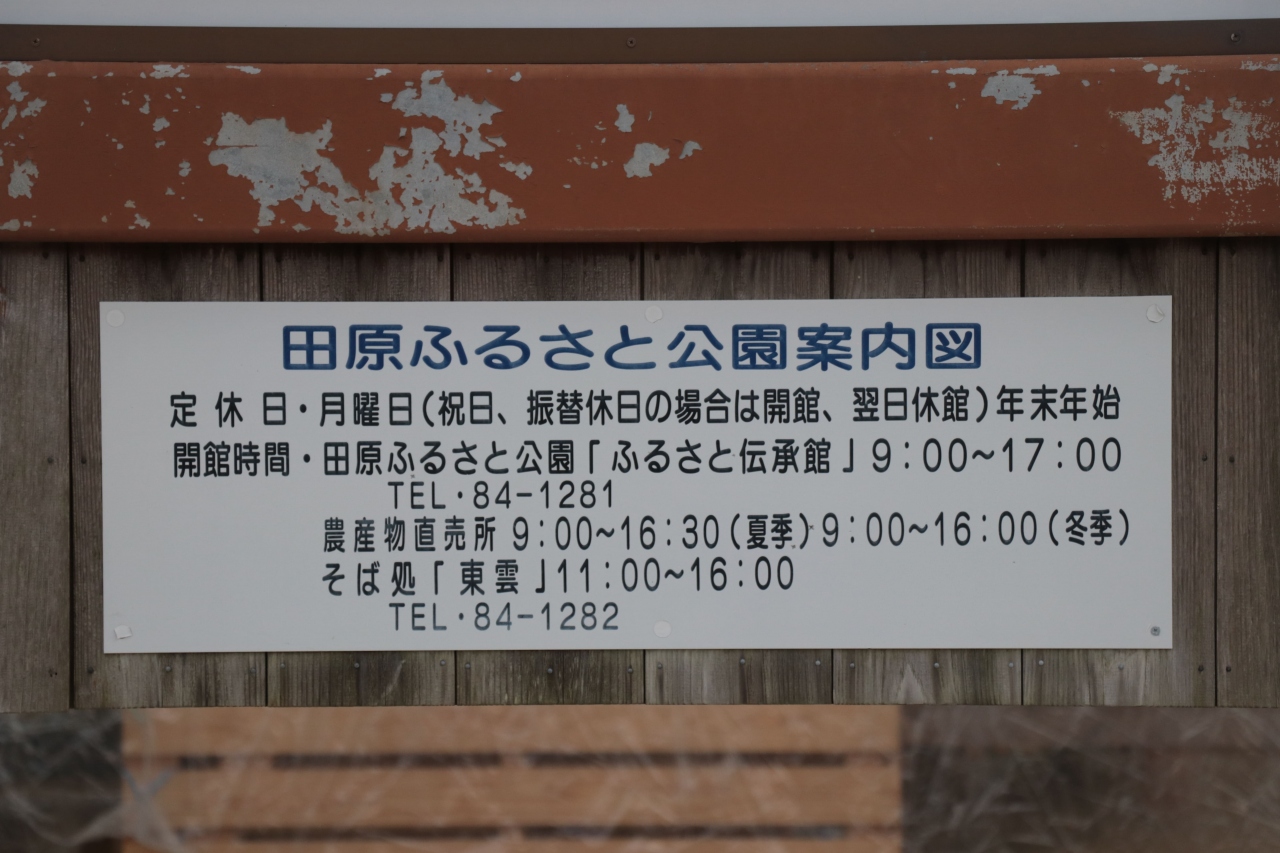 田原ふるさと公園案内図
定休日・月曜日(祝日、振替休日の場合は開館、翌日休館)年末年始
開館時間・田原ふるさと公園「ふるさと伝承館」9:00~17:00
TEL・84-1281
農産物直売所 9:00~16:30(夏季)9:00~16:00(冬季)
そば処「東雲」11:00~16:00
TEL・84-1282